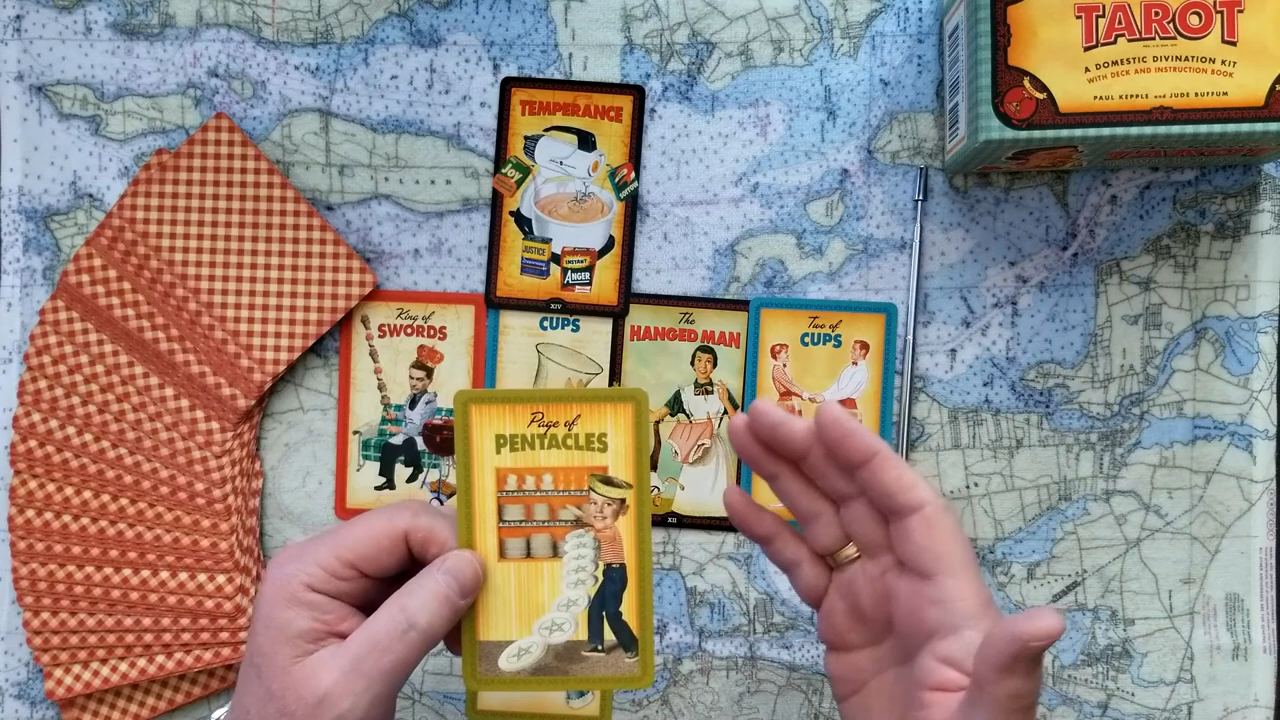 TAROT
A DOMESTIC DIVINATION KIT
WITH DECK AND INSTRUCTION BOOK
PAUL KEPPLE and JUDE BUFFUM
TEMPERANCE
JOY
SORROW
JUSTICE
INSTANT
ANGER
XIV
King of
SWORDS
CUPS
The
HANGED MAN
XII
Two of
CUPS
Page of
PENTACLES